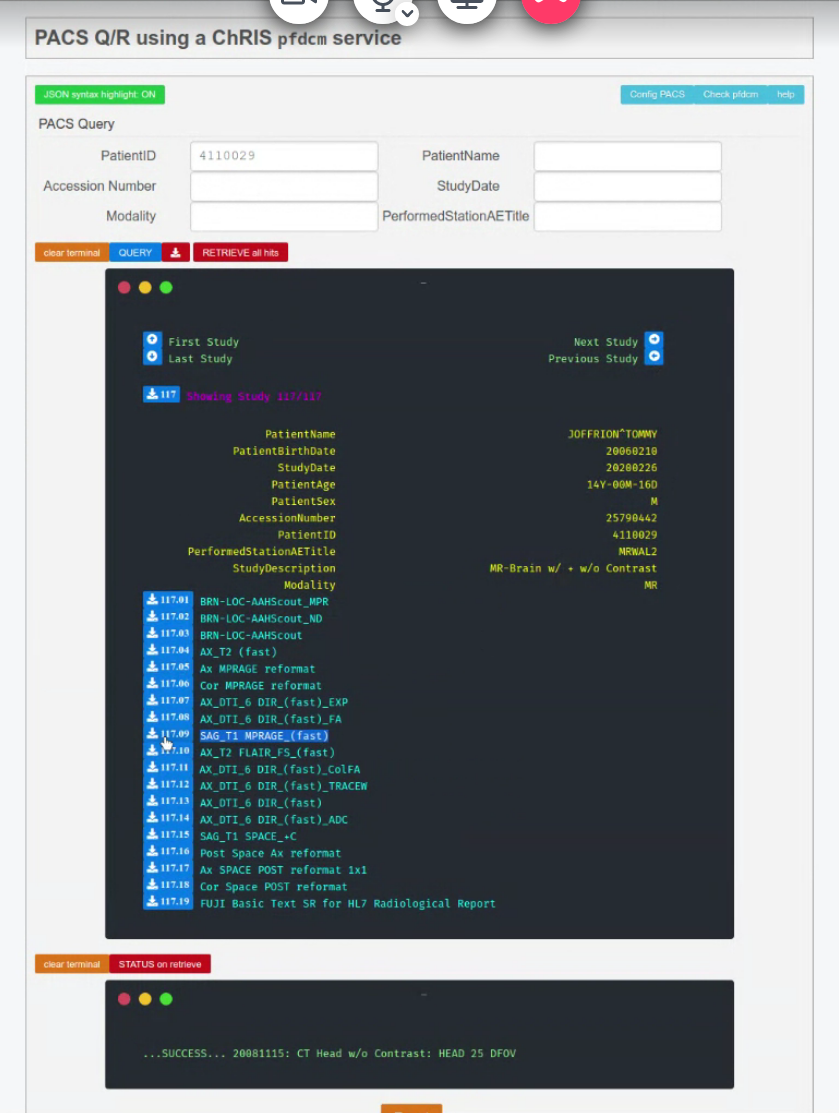 PACS Q/R using a ChRIS pfdcm service
JSON syntax highlight: ON Config PACS Check pfdcm help
PACS Query
PatientID 4110029 PatientName
Accession Number StudyDate
Modality PerformedStationAETitle
clear terminal QUERY RETRIEVE all hits
First Study Next Study
Last Study Previous Study
117 Showing Study 117/117
PatientName JOFFRION^TOMMY
PatientBirthDate 20060210
StudyDate 20200226
PatientAge 14Y-00M-16D
PatientSex M
AccessionNumber 25790442
PatientID 4110029
PerformedStationAETitle MRWAL2
StudyDescription MR-Brain w/ + w/o Contrast
Modality MR
117.01 BRN-LOC-AAHScout_MPR
117.02 BRN-LOC-AAHScout_ND
117.03 BRN-LOC-AAHScout
117.04 AX_T2 (fast)
117.05 Ax MPRAGE reformat
117.06 Cor MPRAGE reformat
117.07 AX_DTI_6 DIR_(fast)_EXP
117.08 AX_DTI_6 DIR_(fast)_FA
117.09 SAG_T1 MPRAGE_(fast)
117.10 AX_T2 FLAIR_FS_(fast)
117.11 AX_DTI_6 DIR_(fast)_ColFA
117.12 AX_DTI_6 DIR_(fast)_TRACEW
117.13 AX_DTI_6 DIR_(fast)
117.14 AX_DTI_6 DIR_(fast)_ADC
117.15 SAG_T1 SPACE_+C
117.16 Post Space Ax reformat
117.17 Ax SPACE POST reformat 1x1
117.18 Cor Space POST reformat
117.19 FUJI Basic Text SR for HL7 Radiological Report
clear terminal STATUS on retrieve
...SUCCESS... 20081115: CT Head w/o Contrast: HEAD 25 DFOV